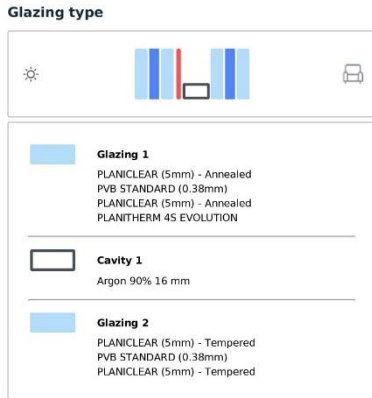 Glazing type
Glazing 1
PLANICLEAR (5mm) - Annealed
PVB STANDARD (0.38mm)
PLANICLEAR (5mm) - Annealed
PLANITHERM 4S EVOLUTION
Cavity 1
Argon 90% 16 mm
Glazing 2
PLANICLEAR (5mm) - Tempered
PVB STANDARD (0.38mm)
PLANICLEAR (5mm) - Tempered